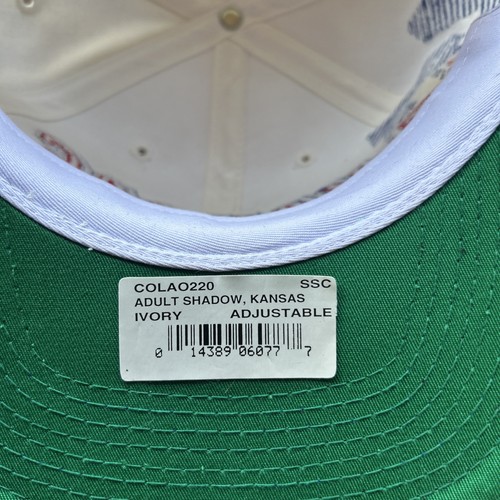 COLAO220 SSC
ADULT SHADOW, KANSAS
IVORY ADJUSTABLE
0 14389 06077 7